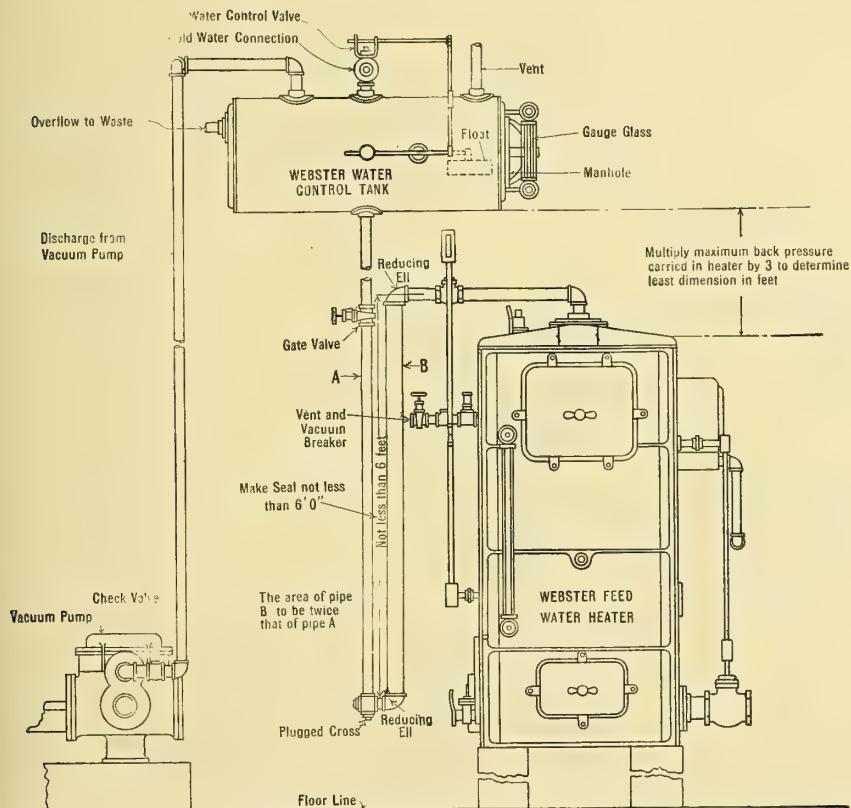 Water Control Valve
Water Connection
Vent
Overflow to Waste
Float
Gauge Glass
Manhole
WEBSTER WATER
CONTROL TANK
Discharge from
Vacuum Pump
Reducing
Ell
Multiply maximum back pressure
carried in heater by 3 to determine
least dimension in feet
Gate Valve
A
B
Vent and
Vacuum
Breaker
Not less than 6 feet
Make Seal not less
than 6'0"
The area of pipe
B to be twice
that of pipe A
WEBSTER FEED
WATER HEATER
Check Valve
Vacuum Pump
Plugged Cross
Reducing
Ell
Floor Line